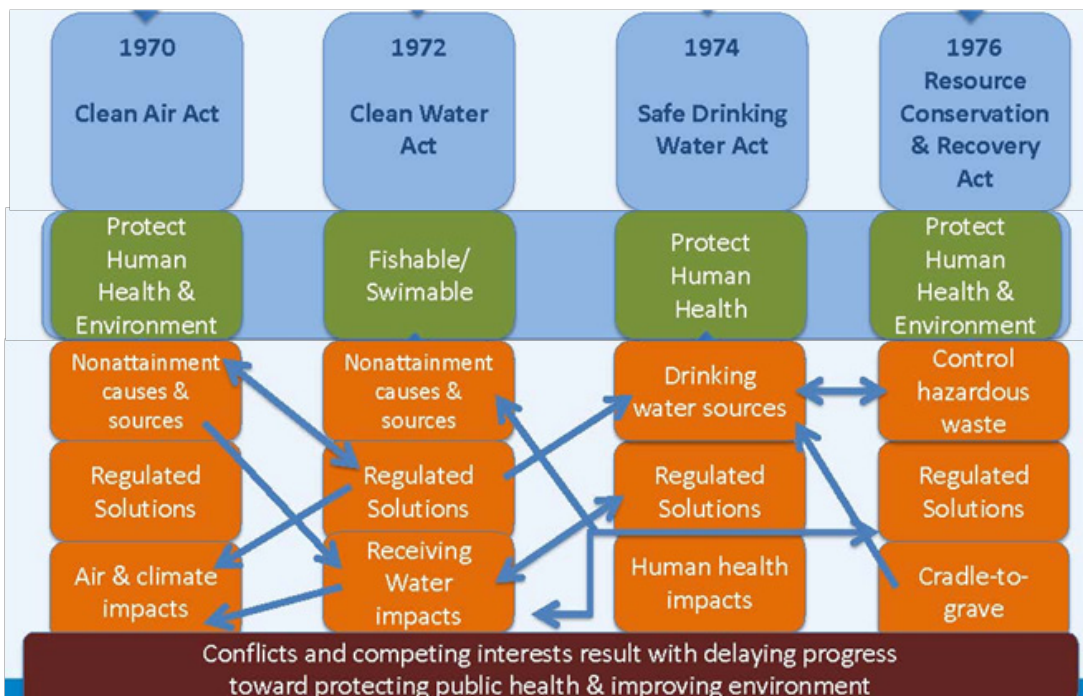 1970
Clean Air Act
1972
Clean Water
Act
1974
Safe Drinking
Water Act
1976
Resource
Conservation
& Recovery
Act
Protect
Human
Health &
Environment
Fishable/
Swimable
Protect
Human
Health
Protect
Human
Health &
Environment
Nonattainment
causes &
sources
Nonattainment
causes &
sources
Drinking
water sources
Control
hazardous
waste
Regulated
Solutions
Regulated
Solutions
Regulated
Solutions
Regulated
Solutions
Air & climate
impacts
Receiving
Water
impacts
Human health
impacts
Cradle-to-
grave
Conflicts and competing interests result with delaying progress
toward protecting public health & improving environment